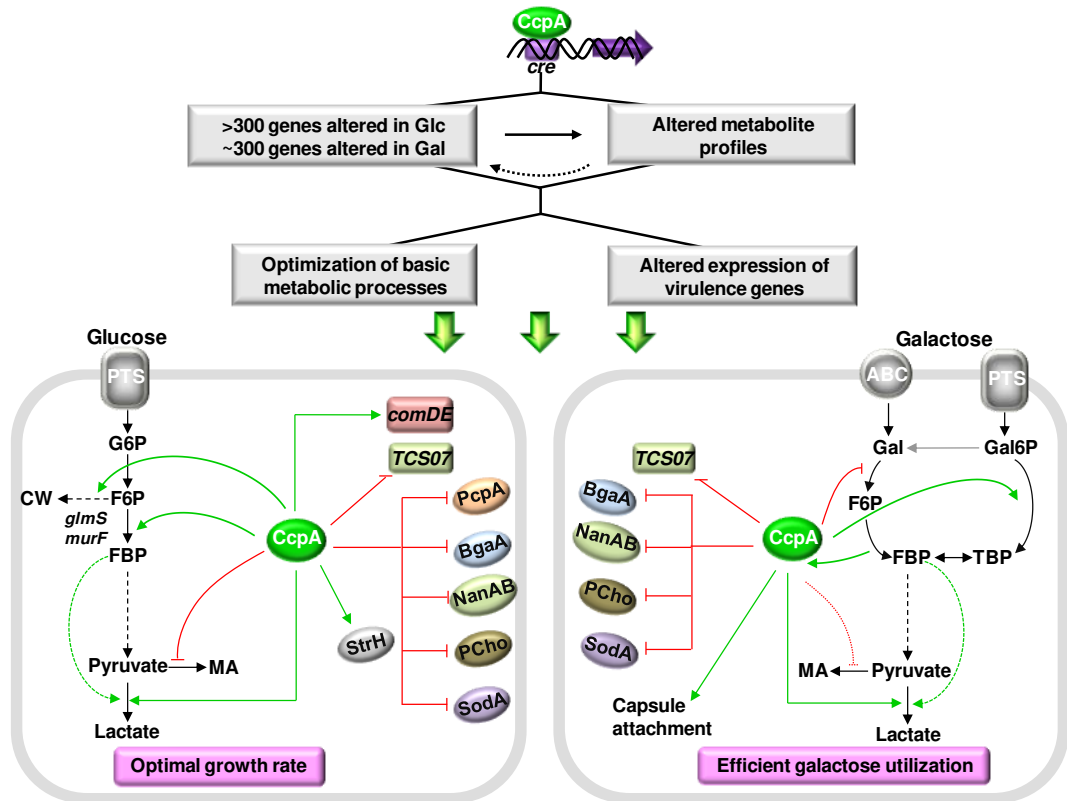 CcpA
cre
>300 genes altered in Glc
~300 genes altered in Gal
Altered metabolite
profiles
Optimization of basic
metabolic processes
Altered expression of
virulence genes
Glucose
PTS
G6P
CW
F6P
glmS
murF
FBP
Pyruvate
MA
Lactate
CcpA
comDE
TCS07
PcpA
BgaA
NanAB
StrH
PCho
SodA
Optimal growth rate
Galactose
ABC
PTS
Gal
Gal6P
TCS07
BgaA
F6P
NanAB
CcpA
FBP
TBP
PCho
SodA
MA
Pyruvate
Capsule
attachment
Lactate
Efficient galactose utilization